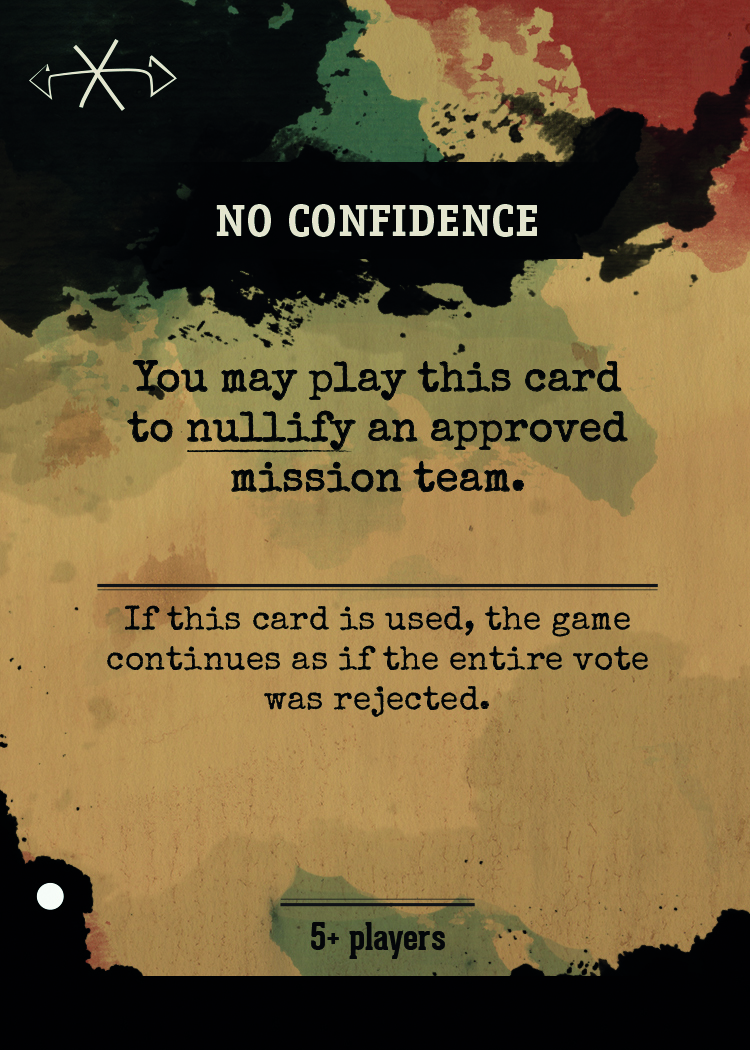 NO CONFIDENCE
You may play this card
to nullify an approved
mission team.
If this card is used, the game
continues as if the entire vote
was rejected.
5+ players